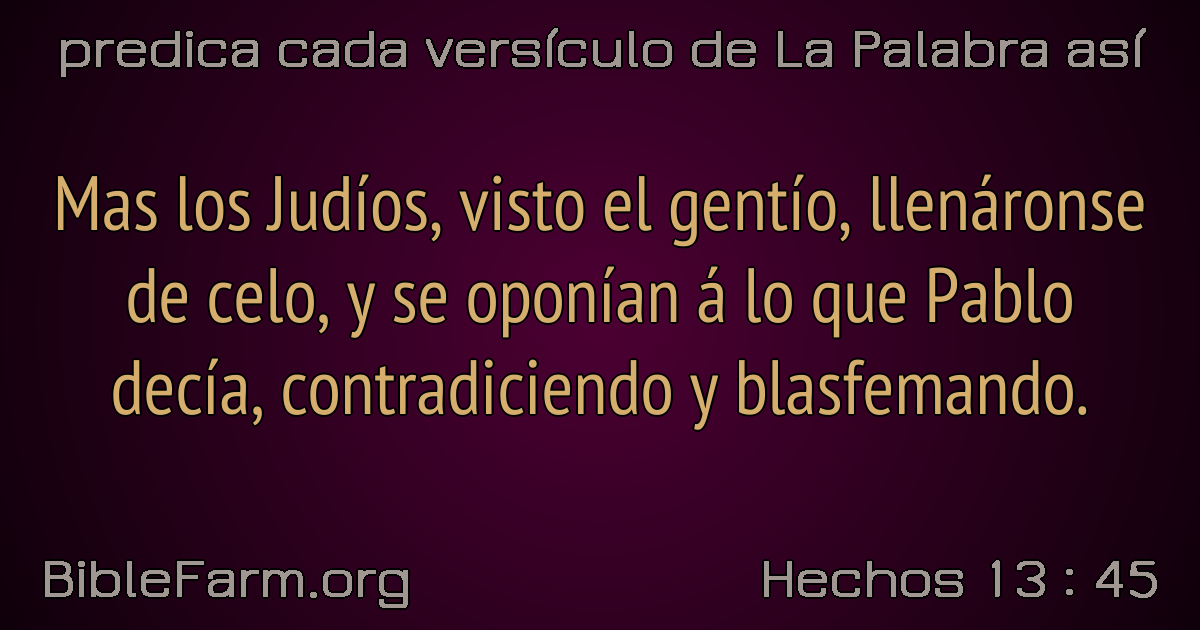 predica cada versículo de La Palabra así
Mas los Judíos, visto el gentío, llenáronse
de celo, y se oponían á lo que Pablo
decía, contradiciendo y blasfemando.
BibleFarm.org
Hechos 13 : 45